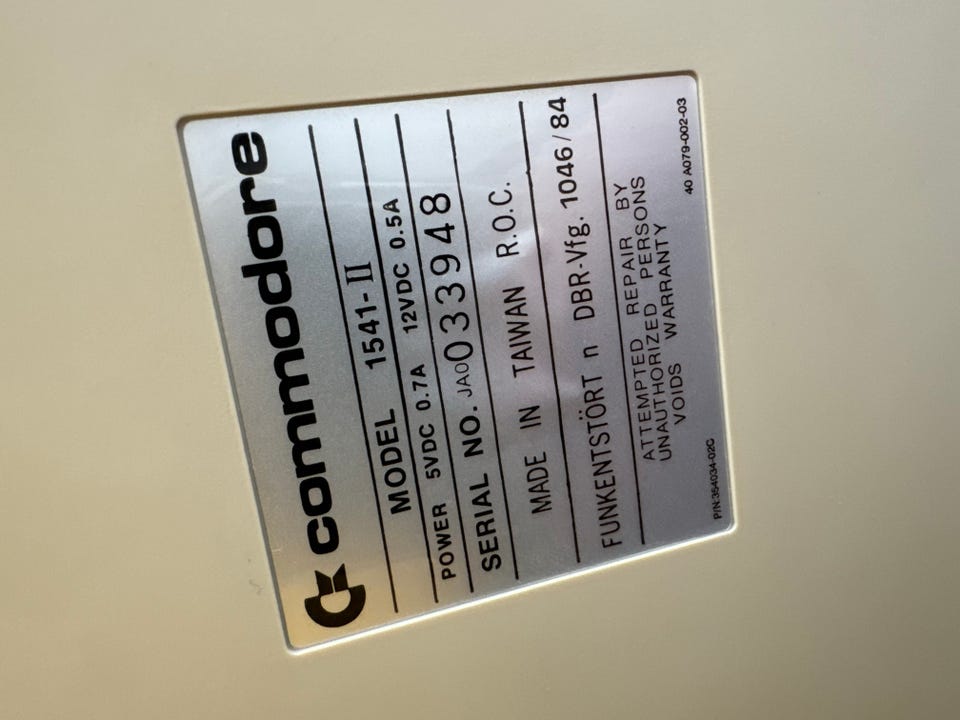 commodore
MODEL 1541-II
POWER 5VDC 0.7A 12VDC 0.5A
SERIAL NO. JA0033948
MADE IN TAIWAN R.O.C.
FUNKENTSTÖRT n DBR-Vfg. 1046/84
ATTEMPTED REPAIR BY
UNAUTHORIZED PERSONS
VOIDS WARRANTY
P/N:354034-02C 40 A079-002-03